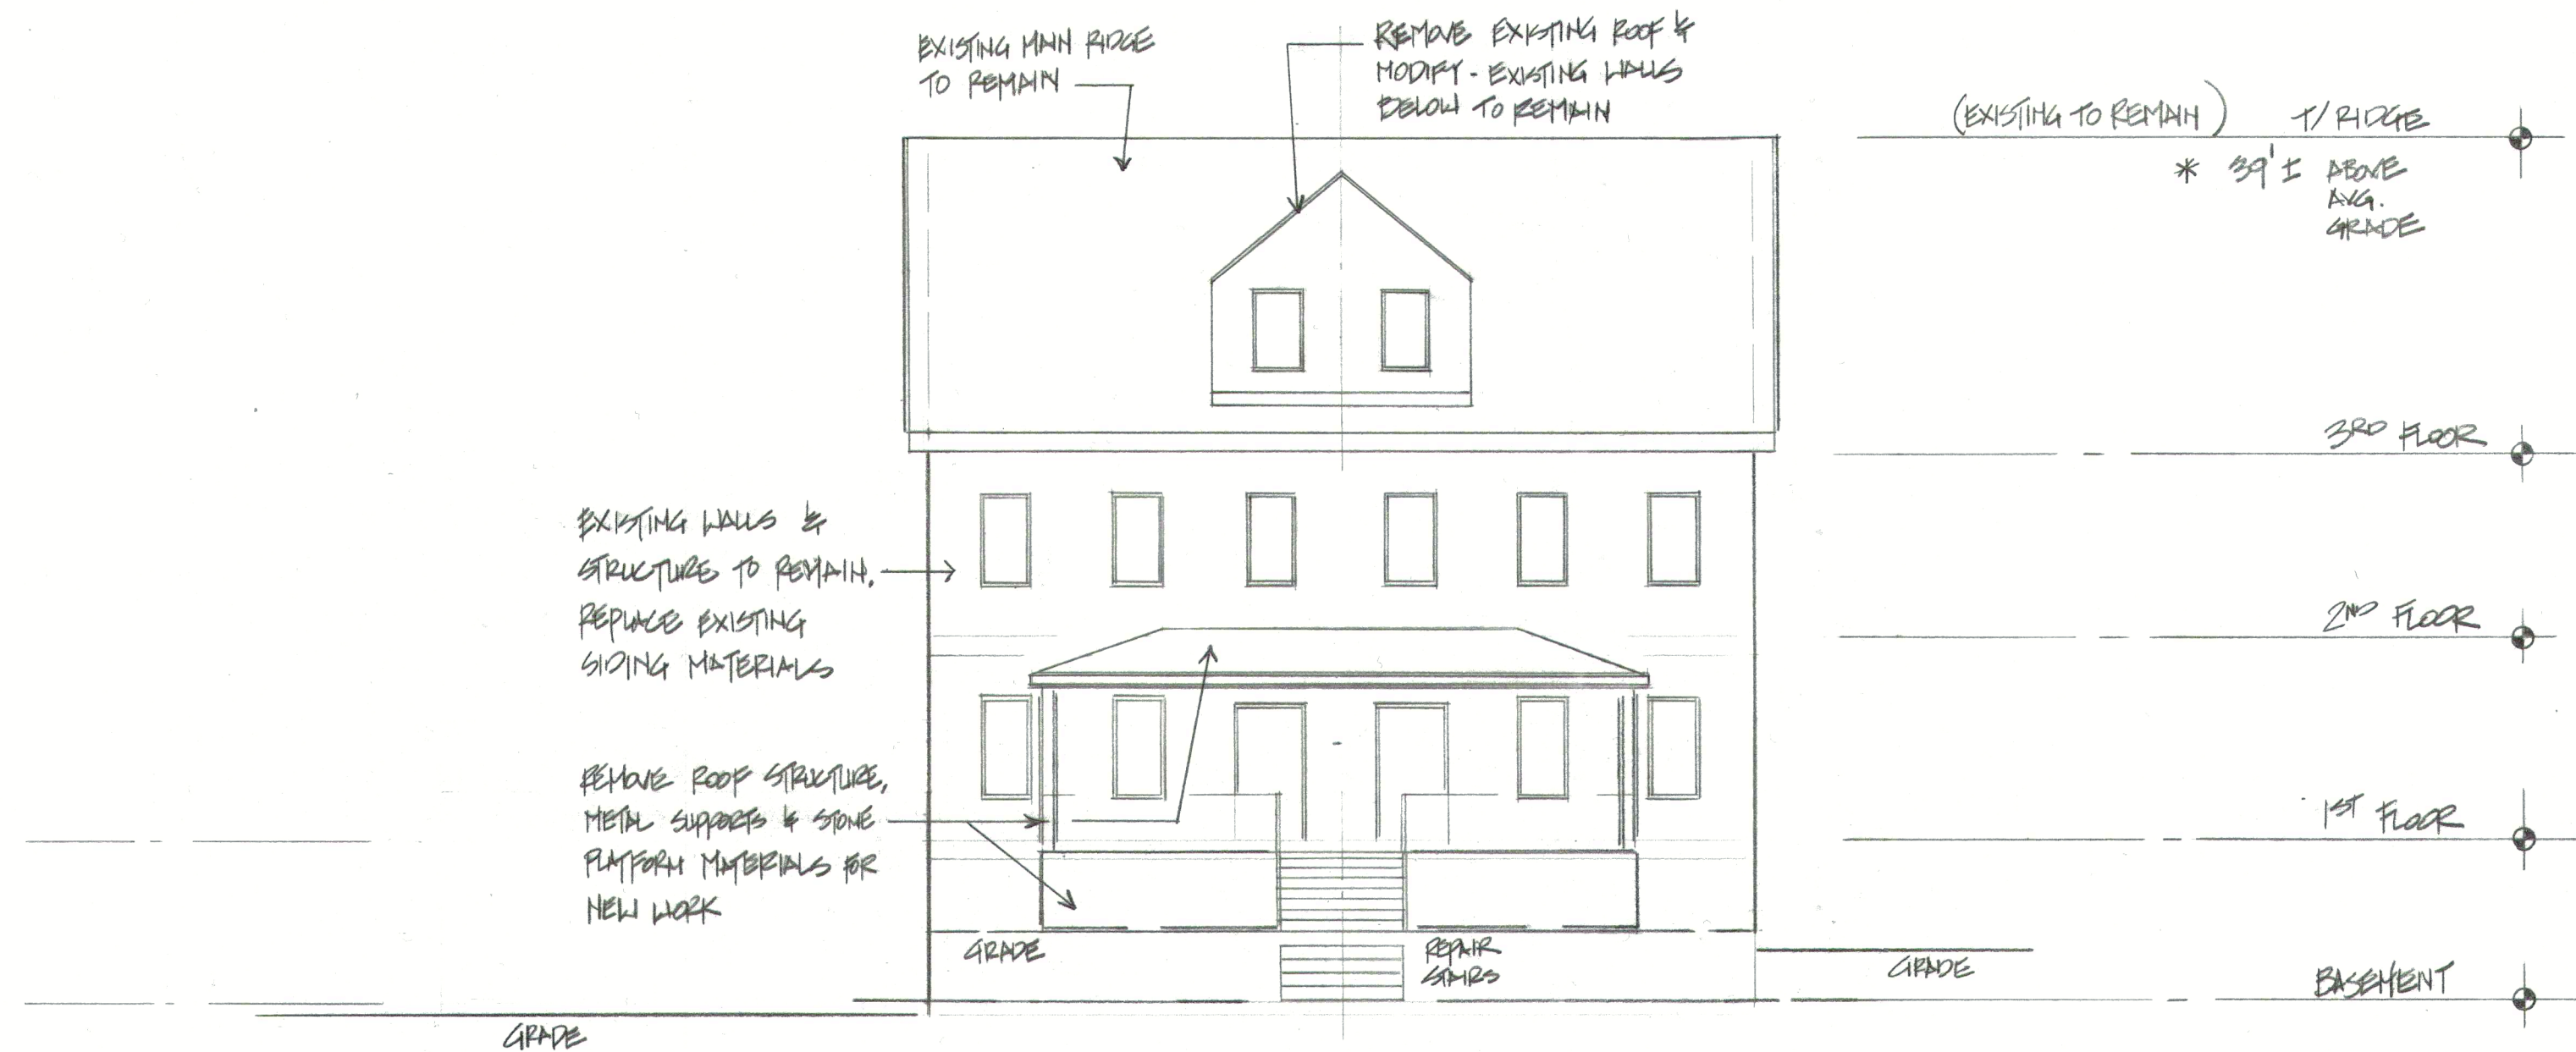 EXISTING MAIN RIDGE
TO REMAIN
REMOVE EXISTING ROOF &
MODIFY - EXISTING WALLS
BELOW TO REMAIN
(EXISTING TO REMAIN) T/RIDGE
* 39'± ABOVE
AVG.
GRADE
3RD FLOOR
EXISTING WALLS &
STRUCTURE TO REMAIN.
REPLACE EXISTING
SIDING MATERIALS
2ND FLOOR
REMOVE ROOF STRUCTURE,
METAL SUPPORTS & STONE
PLATFORM MATERIALS FOR
NEW WORK
1ST FLOOR
GRADE
REPAIR
STAIRS
GRADE
BASEMENT
GRADE